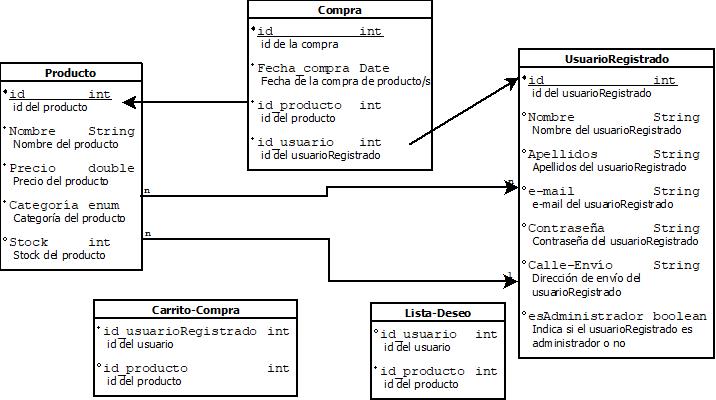 Compra
id int
id de la compra
Fecha_compra Date
Fecha de la compra de producto/s
id_producto int
id del producto
id_usuario int
id del usuarioRegistrado
Producto
id int
id del producto
Nombre String
Nombre del producto
Precio double
Precio del producto
Categoría enum
Categoría del producto
Stock int
Stock del producto
UsuarioRegistrado
id int
id del usuarioRegistrado
Nombre String
Nombre del usuarioRegistrado
Apellidos String
Apellidos del usuarioRegistrado
e-mail String
e-mail del usuarioRegistrado
Contraseña String
Contraseña del usuarioRegistrado
Calle-Envío String
Dirección de envío del
usuarioRegistrado
esAdministrador boolean
Indica si el usuarioRegistrado es
administrador o no
n
n
Carrito-Compra
id_usuarioRegistrado int
id del usuario
id_producto int
id del producto
Lista-Deseo
id_usuario int
id del usuario
id_producto int
id del producto